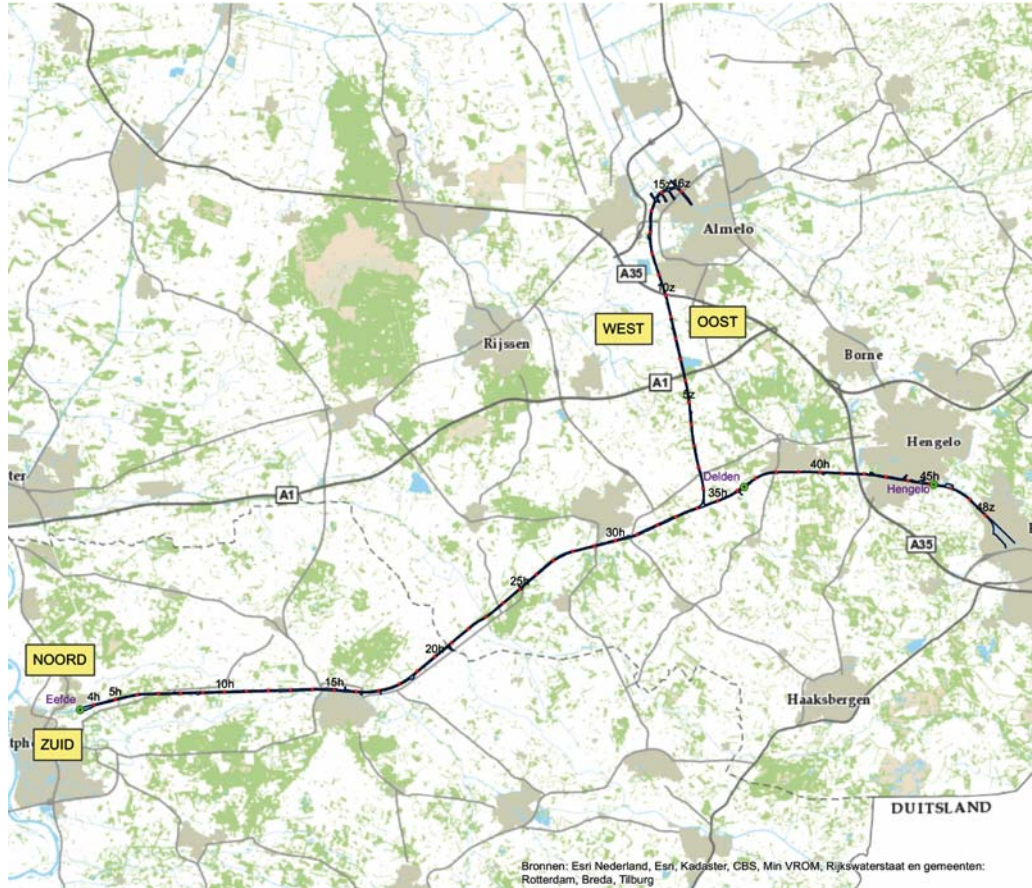 15z 16z
Almelo
A35
10z
OOST
WEST
Rijssen
Borne
A1
5z
Hengelo
ter
Delden
40h
45h
Hengelo
A1
35h
48z
30h
A35
25h
20h
NOORD
Haaksbergen
10h
15h
Eefde
4h
5h
tphe
ZUID
DUITSLAND
Bronnen: Esri Nederland, Esri, Kadaster, CBS, Min VROM, Rijkswaterstaat en gemeenten:
Rotterdam, Breda, Tilburg